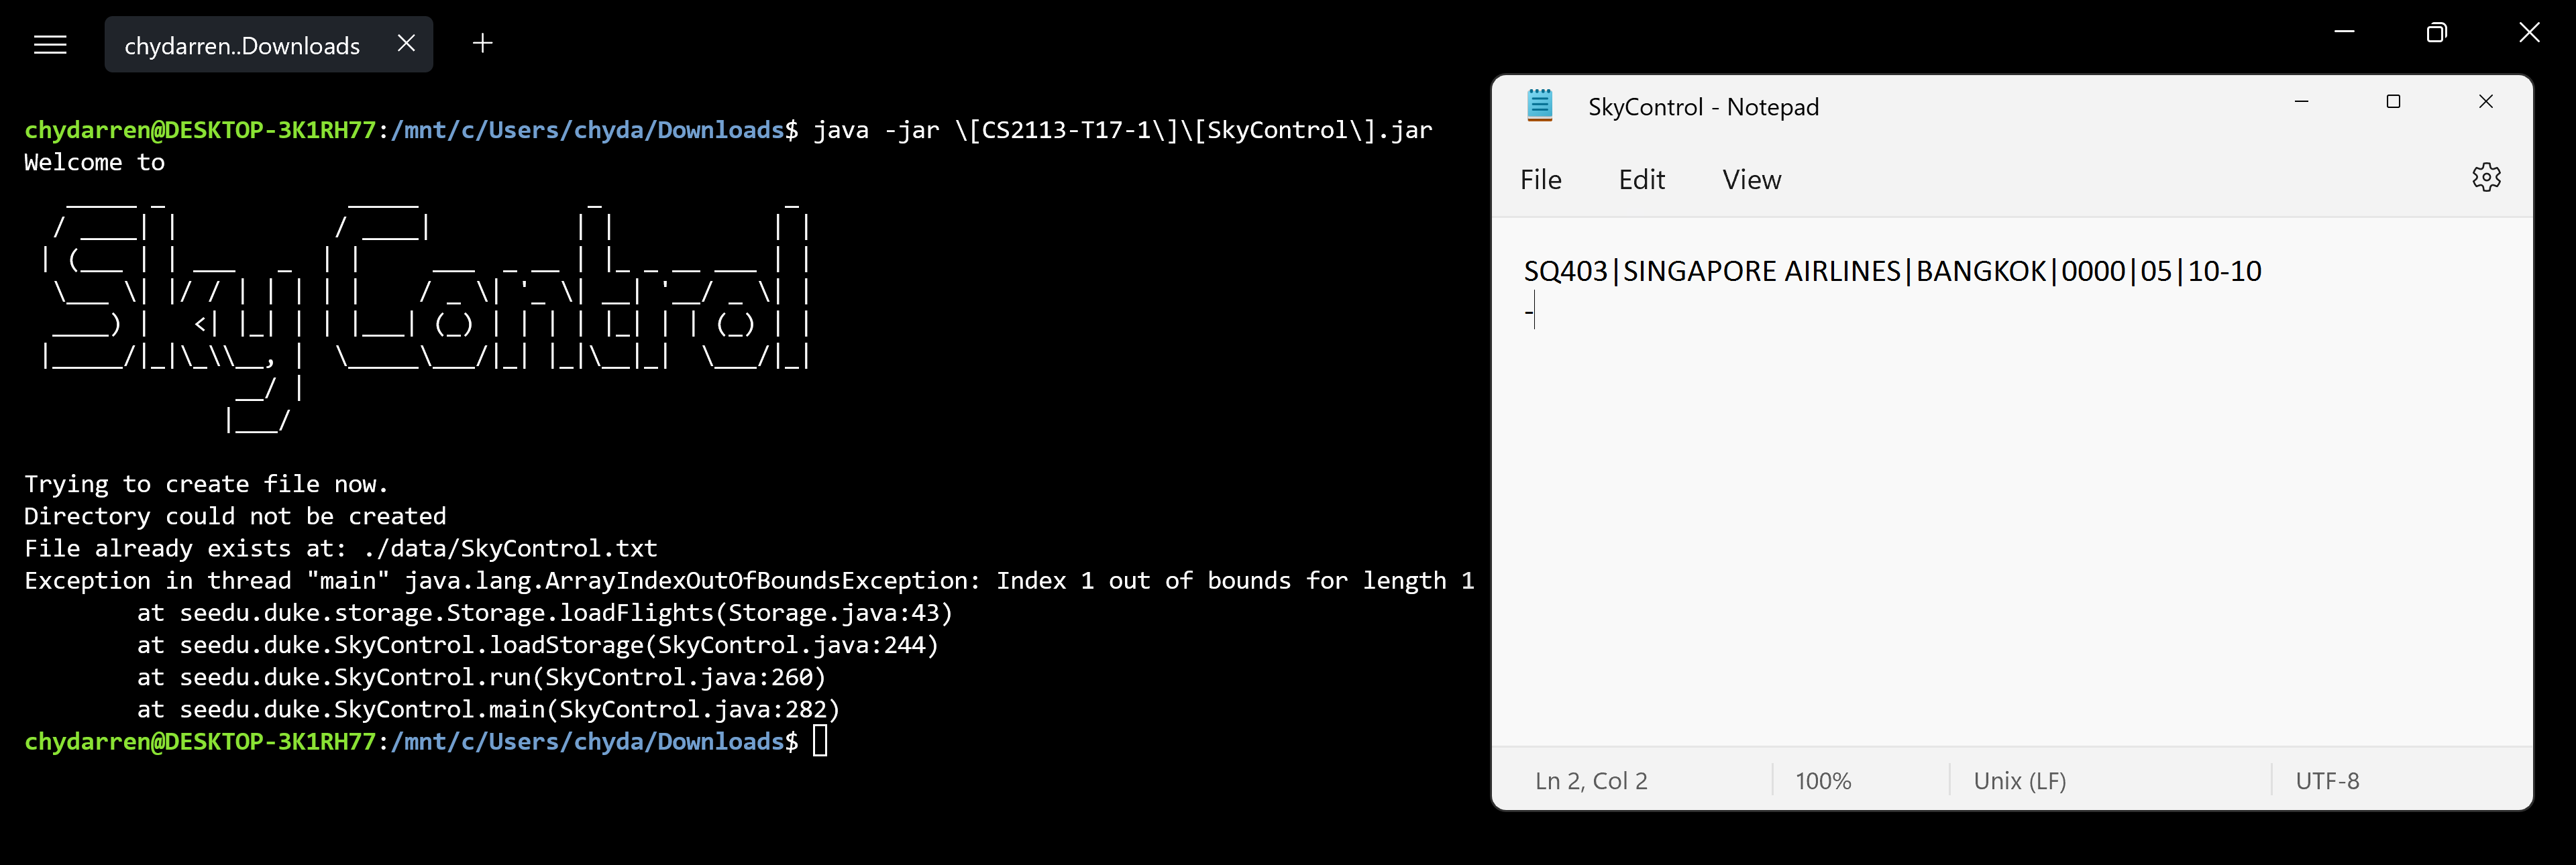 chydarren..Downloads
chydarren@DESKTOP-3K1RH77:/mnt/c/Users/chyda/Downloads$ java -jar \[CS2113-T17-1\]\[SkyControl\].jar
Welcome to
SkyControl
Trying to create file now.
Directory could not be created
File already exists at: ./data/SkyControl.txt
Exception in thread "main" java.lang.ArrayIndexOutOfBoundsException: Index 1 out of bounds for length 1
        at seedu.duke.storage.Storage.loadFlights(Storage.java:43)
        at seedu.duke.SkyControl.loadStorage(SkyControl.java:244)
        at seedu.duke.SkyControl.run(SkyControl.java:260)
        at seedu.duke.SkyControl.main(SkyControl.java:282)
chydarren@DESKTOP-3K1RH77:/mnt/c/Users/chyda/Downloads$
SkyControl - Notepad
File Edit View
SQ403|SINGAPORE AIRLINES|BANGKOK|0000|05|10-10
-
Ln 2, Col 2 100% Unix (LF) UTF-8